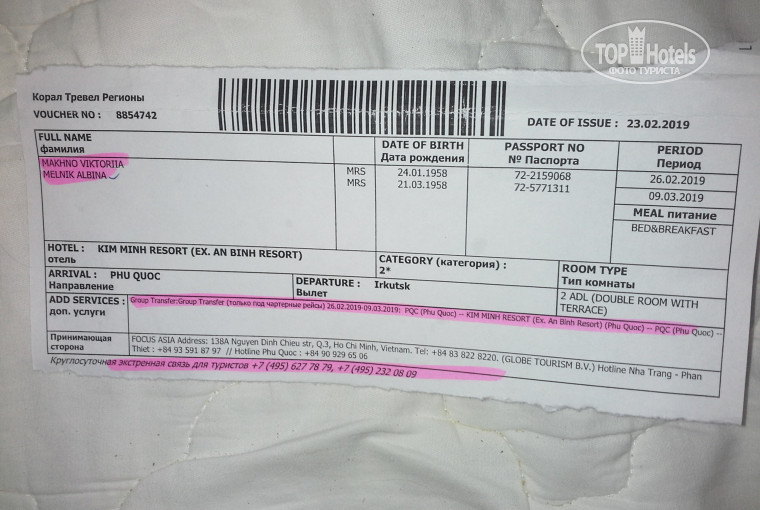 TOP Hotels
ФОТО ТУРИСТА
Корал Тревел Регионы
VOUCHER NO : 8854742
DATE OF ISSUE : 23.02.2019
FULL NAME
фамилия
DATE OF BIRTH
Дата рождения
PASSPORT NO
№ Паспорта
PERIOD
Период
MAKHNO VIKTORIIA MRS 24.01.1958 72-2159068
MELNIK ALBINA MRS 21.03.1958 72-5771311
26.02.2019
09.03.2019
MEAL питание
BED&BREAKFAST
HOTEL : KIM MINH RESORT (EX. AN BINH RESORT)
отель
CATEGORY (категория) :
2*
ROOM TYPE
Тип комнаты
2 ADL (DOUBLE ROOM WITH
TERRACE)
ARRIVAL : PHU QUOC
Направление
DEPARTURE : Irkutsk
Вылет
ADD SERVICES :
доп. услуги
Group Transfer:Group Transfer (только под чартерные рейсы) 26.02.2019-09.03.2019: PQC (Phu Quoc) -- KIM MINH RESORT (Ex. An Binh Resort) (Phu Quoc) -- PQC (Phu Quoc) --
Принимающая
сторона
FOCUS ASIA Address: 138A Nguyen Dinh Chieu str, Q.3, Ho Chi Minh, Vietnam. Tel: +84 83 822 8220. (GLOBE TOURISM B.V.) Hotline Nha Trang - Phan
Thiet : +84 93 591 87 97 // Hotline Phu Quoc : +84 90 929 65 06
Круглосуточная экстренная связь для туристов +7 (495) 627 78 79, +7 (495) 232 08 09